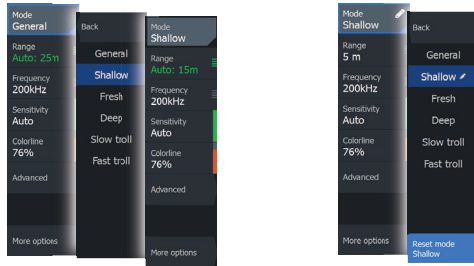 Mode
General
Range
Auto: 25m
Frequency
200kHz
Sensitivity
Auto
Colorline
76%
Advanced
More options
Back
General
Shallow
Fresh
Deep
Slow troll
Fast troll
Mode
Shallow
Range
Auto: 15m
Frequency
200kHz
Sensitivity
Auto
Colorline
76%
Advanced
More options
Mode
Shallow
Range
5 m
Frequency
200kHz
Sensitivity
Auto
Colorline
76%
Advanced
More options
Back
General
Shallow
Fresh
Deep
Slow troll
Fast troll
Reset mode
Shallow